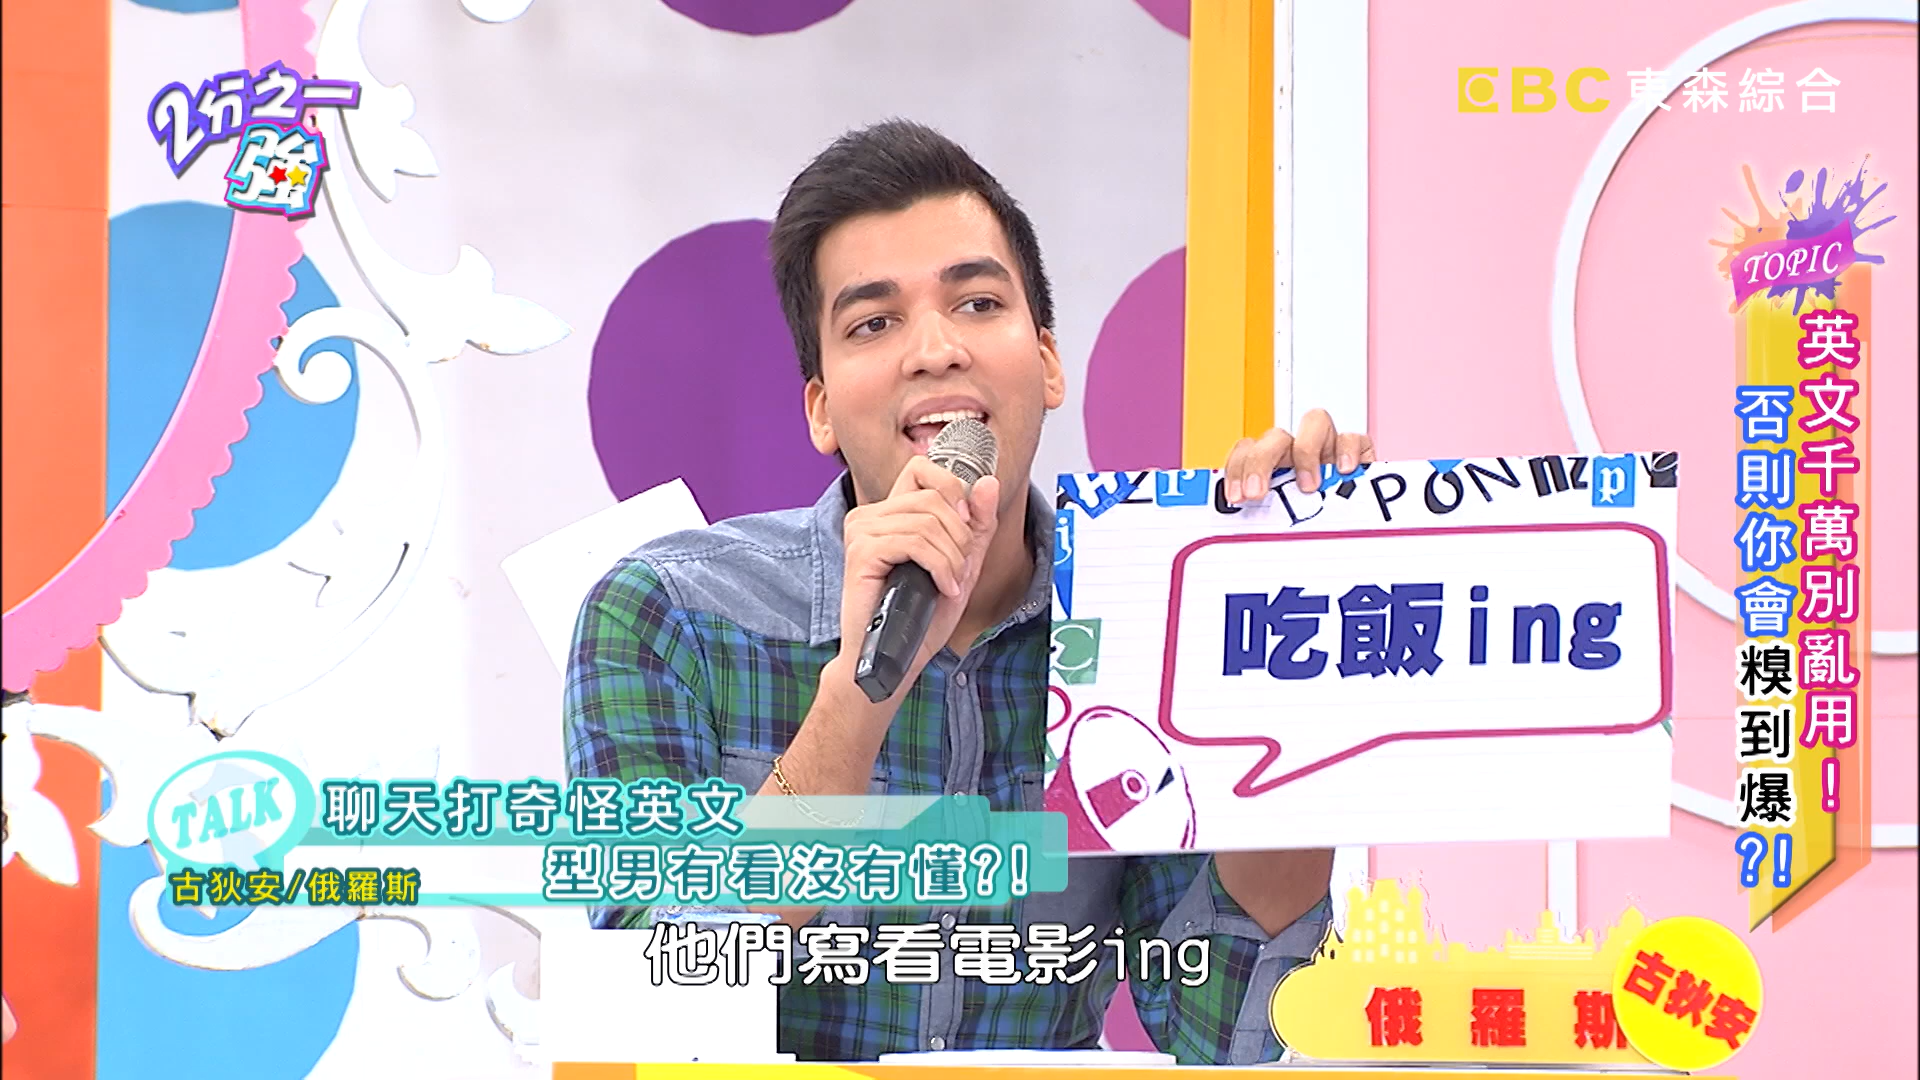 2分之一
強
EBC 東森綜合
TOPIC
英文千萬別亂用！
否則你會糗到爆?!
吃飯ing
TALK
聊天打奇怪英文
型男有看沒有懂?!
古狄安/俄羅斯
他們寫看電影ing
俄羅斯
古狄安